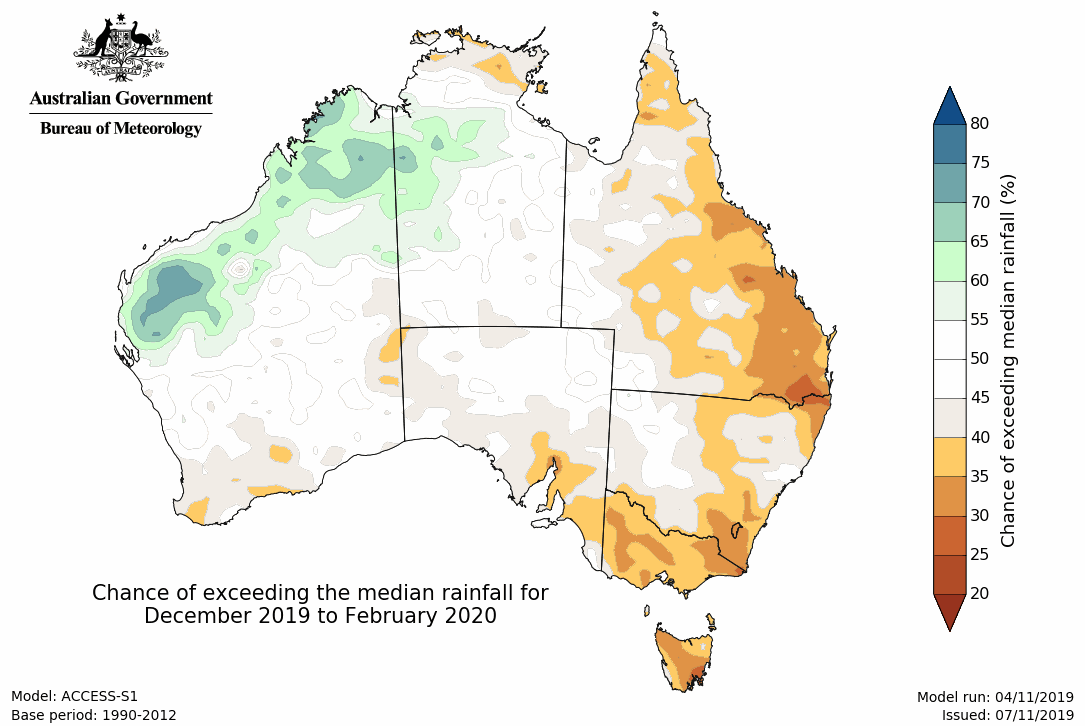 Australian Government
Bureau of Meteorology
80
75
70
65
60
55
50
45
40
35
30
25
20
Chance of exceeding median rainfall (%)
Chance of exceeding the median rainfall for
December 2019 to February 2020
Model: ACCESS-S1
Base period: 1990-2012
Model run: 04/11/2019
Issued: 07/11/2019